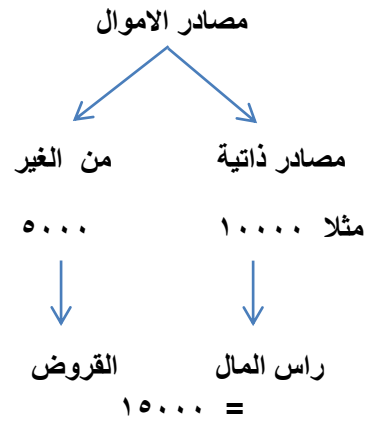 مصادر الاموال
مصادر ذاتية من الغير
مثلا ١٠٠٠٠ ٥٠٠٠
راس المال القروض
= ١٥٠٠٠